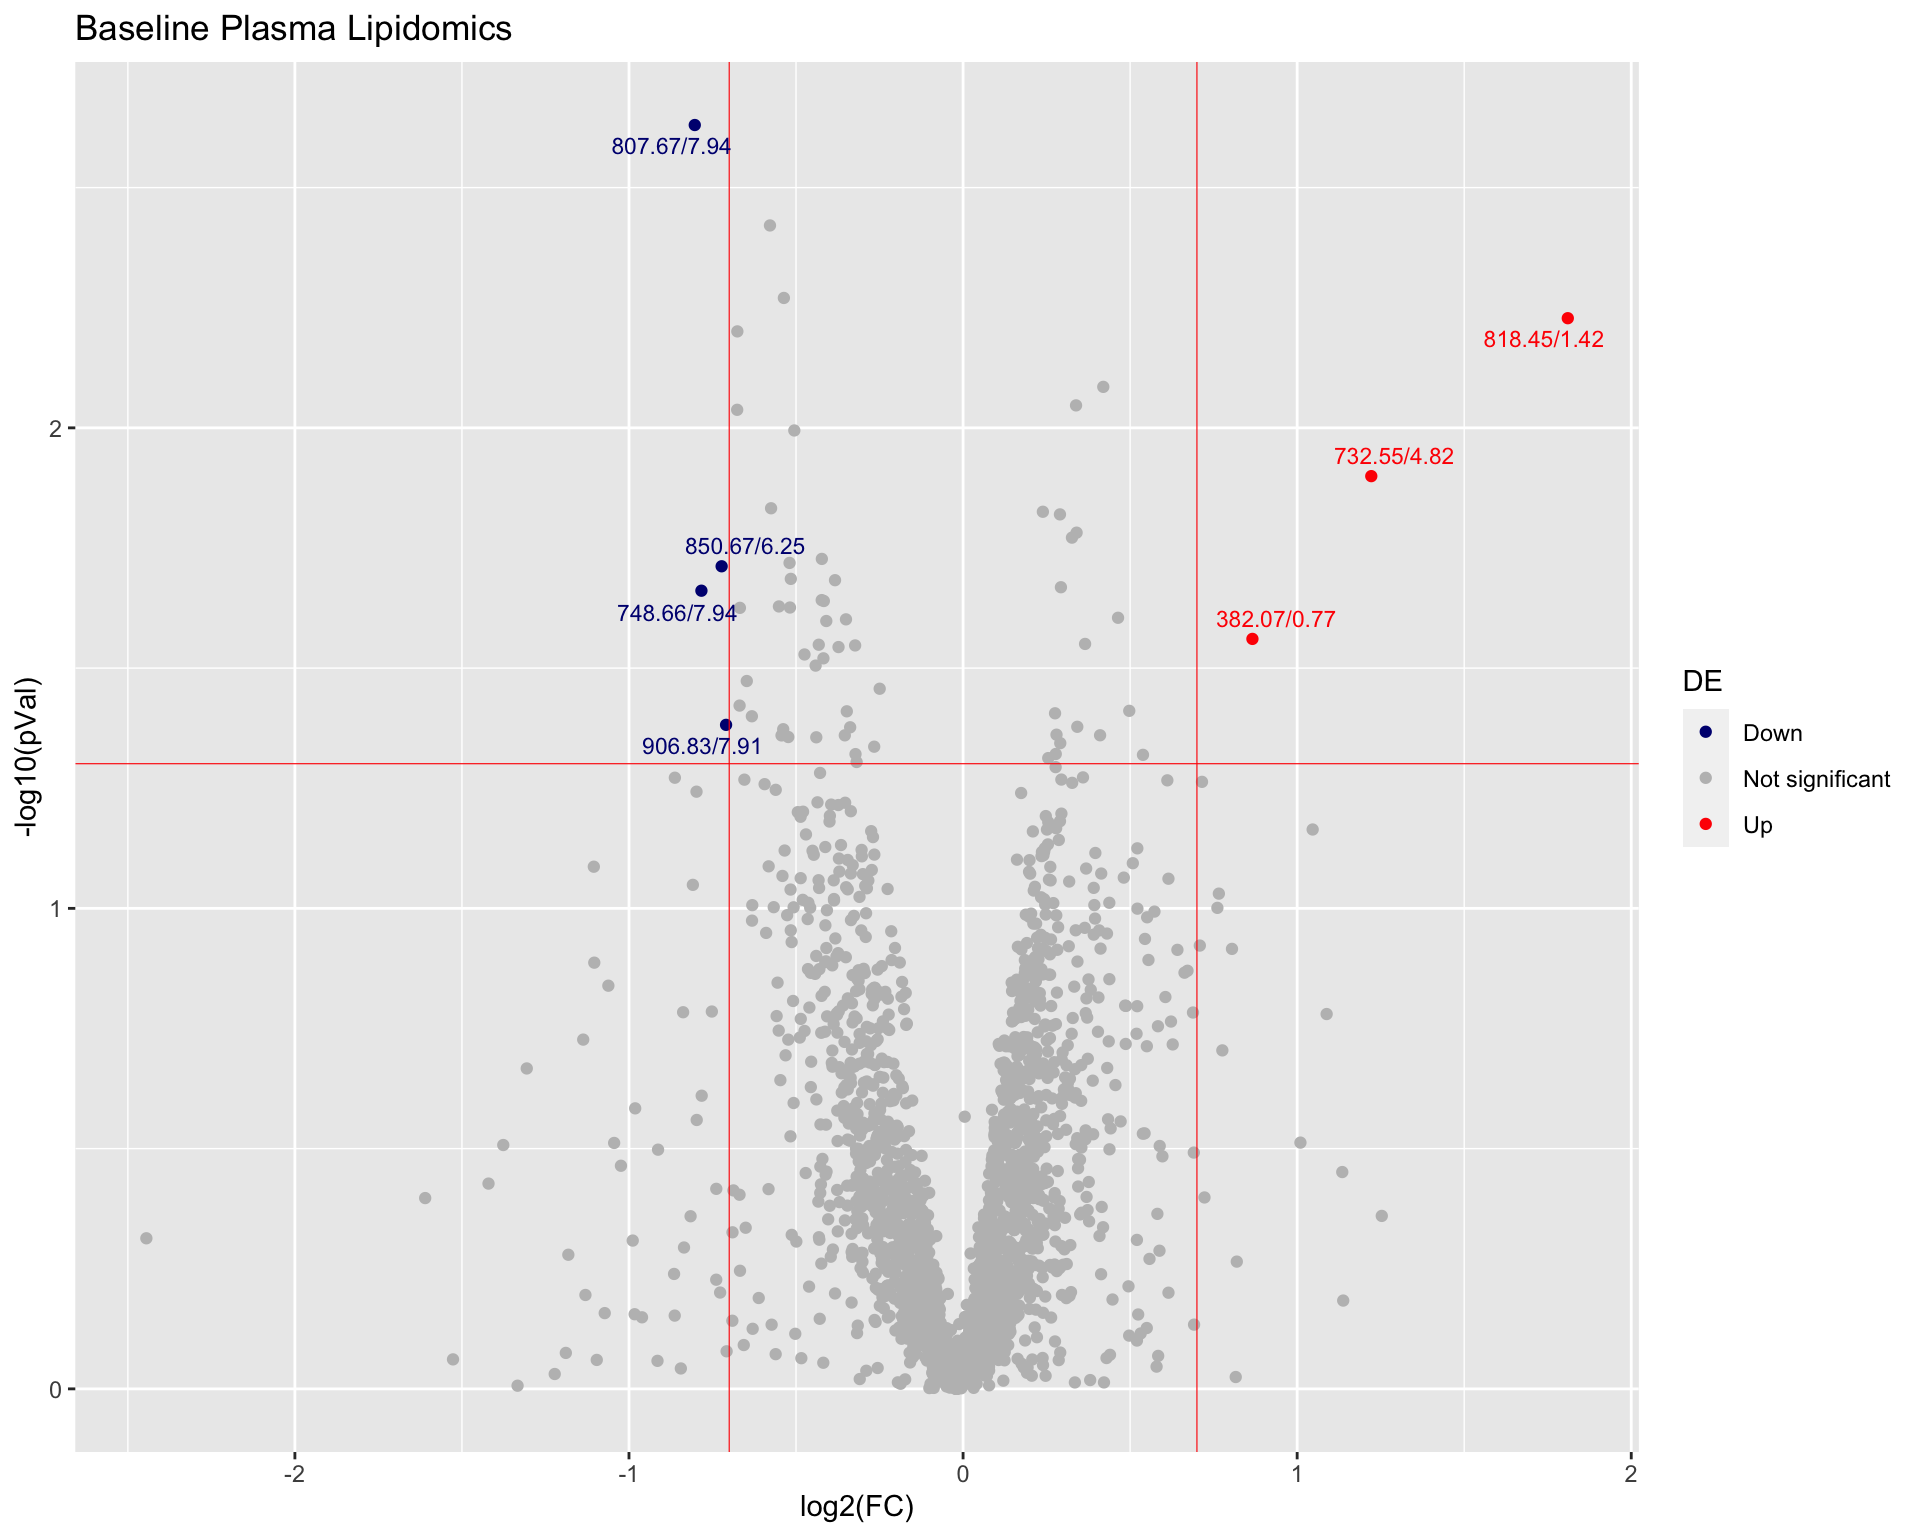 Baseline Plasma Lipidomics
807.67/7.94
818.45/1.42
2
732.55/4.82
850.67/6.25
748.66/7.94
382.07/0.77
906.83/7.91
-log10(pVal)
DE
Down
Not significant
Up
1
0
-2
-1
0
1
2
log2(FC)